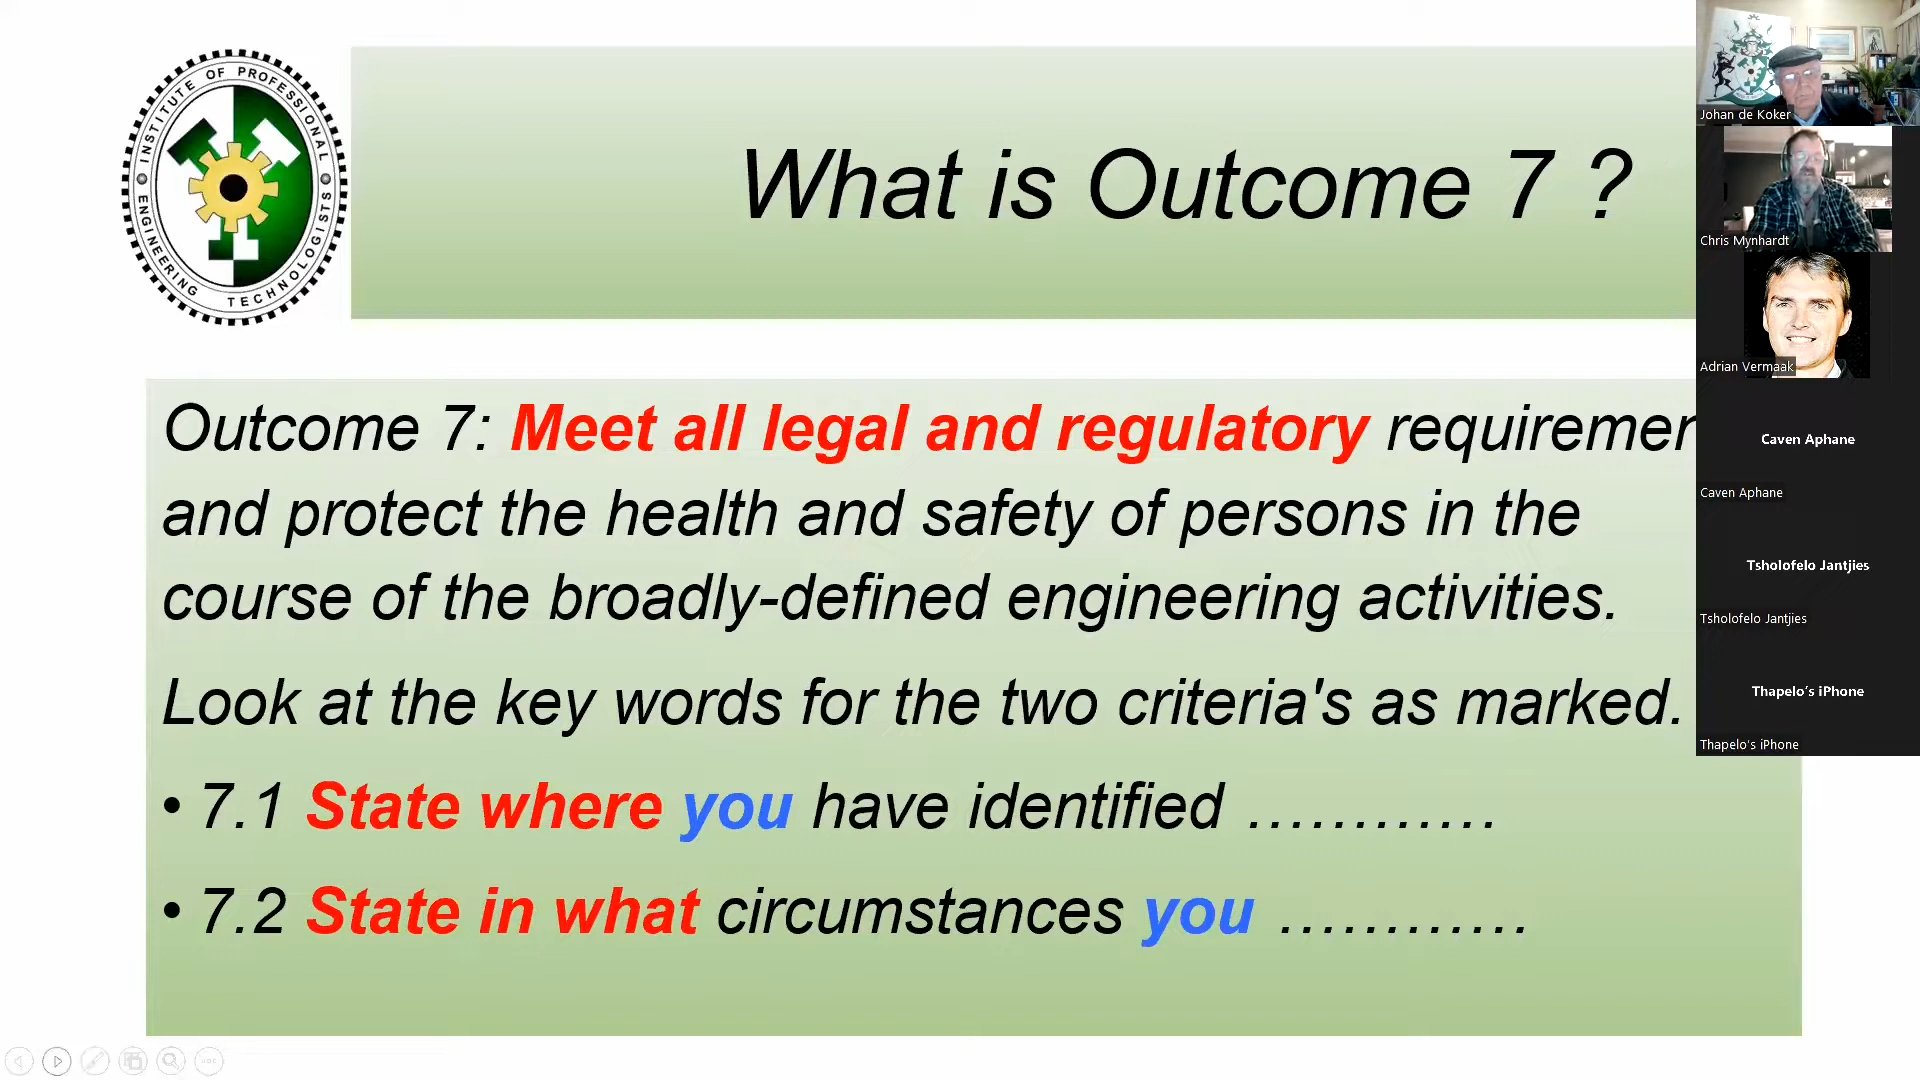 INSTITUTE OF PROFESSIONAL
ENGINEERING TECHNOLOGISTS
What is Outcome 7 ?
Outcome 7: Meet all legal and regulatory requiremen
and protect the health and safety of persons in the
course of the broadly-defined engineering activities.
Look at the key words for the two criteria's as marked.
• 7.1 State where you have identified …………
• 7.2 State in what circumstances you …………
Johan de Koker
Chris Mynhardt
Adrian Vermaak
Caven Aphane
Caven Aphane
Tsholofelo Jantjies
Tsholofelo Jantjies
Thapelo’s iPhone
Thapelo’s iPhone